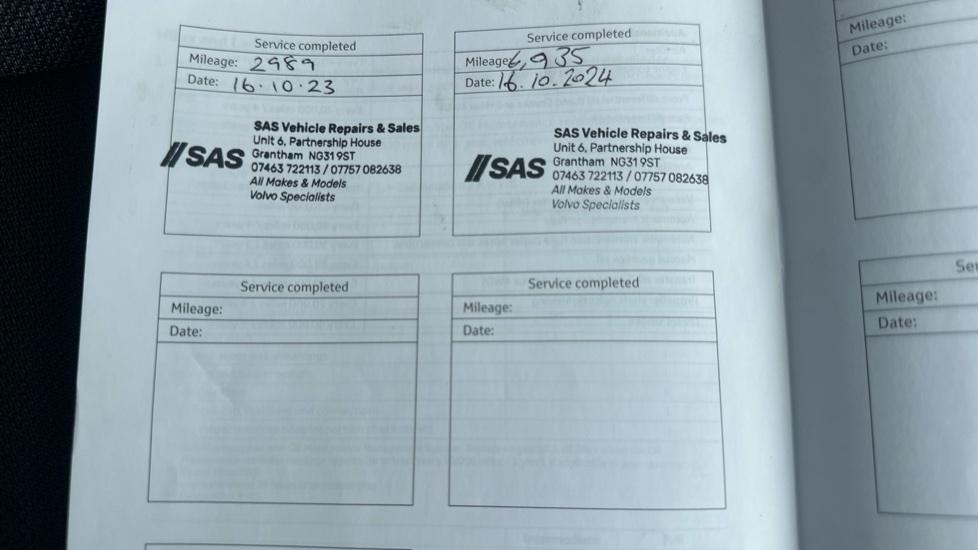 Service completed
Mileage: 2989
Date: 16.10.23
SAS
SAS Vehicle Repairs & Sales
Unit 6, Partnership House
Grantham NG31 9ST
07463 722113 / 07757 082638
All Makes & Models
Volvo Specialists
Service completed
Mileage: 6,935
Date: 16.10.2024
SAS
SAS Vehicle Repairs & Sales
Unit 6, Partnership House
Grantham NG31 9ST
07463 722113 / 07757 082638
All Makes & Models
Volvo Specialists
Service completed
Mileage:
Date:
Service completed
Mileage:
Date:
Mileage:
Date:
Se
Mileage:
Date: